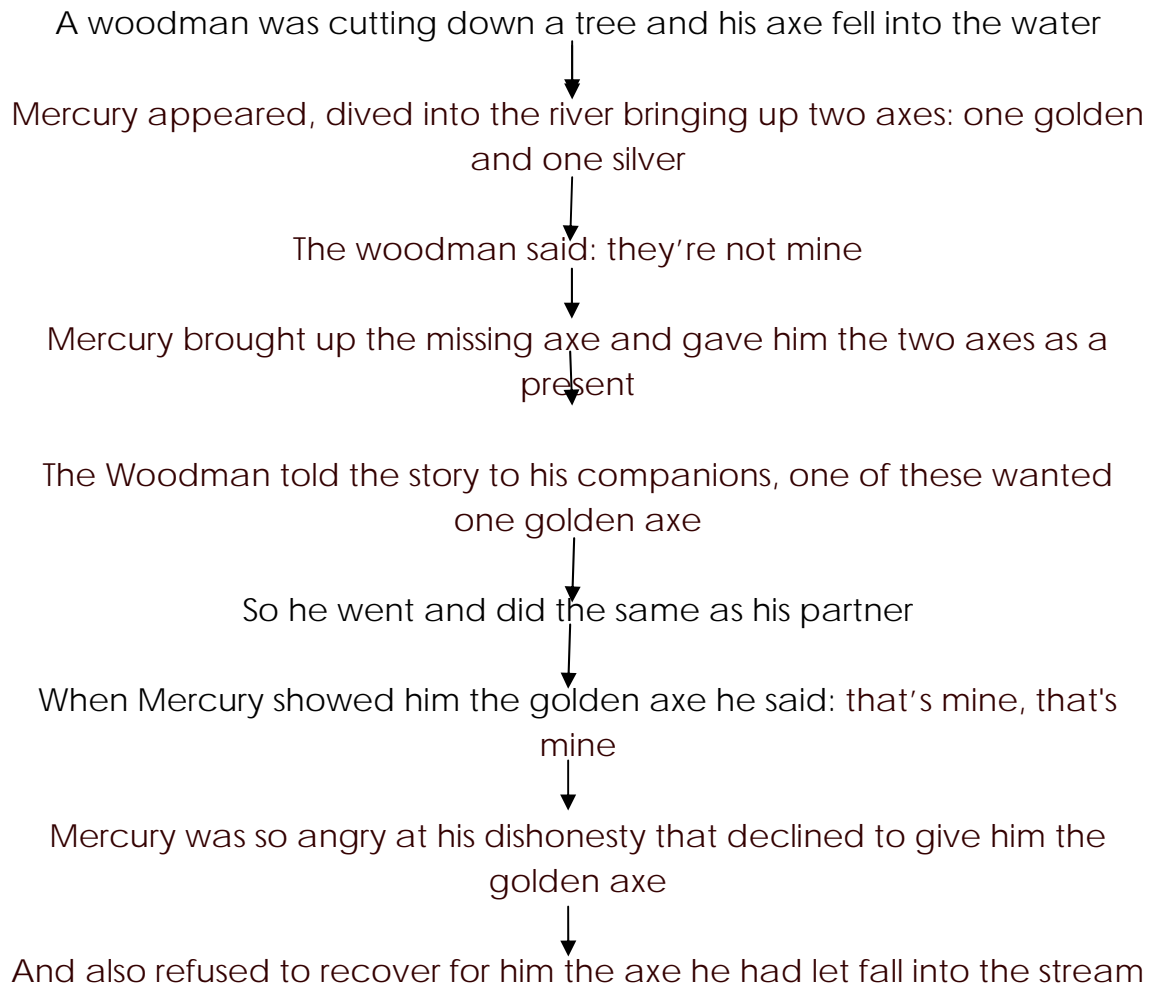 A woodman was cutting down a tree and his axe fell into the water
Mercury appeared, dived into the river bringing up two axes: one golden
and one silver
The woodman said: they’re not mine
Mercury brought up the missing axe and gave him the two axes as a
present
The Woodman told the story to his companions, one of these wanted
one golden axe
So he went and did the same as his partner
When Mercury showed him the golden axe he said: that’s mine, that's
mine
Mercury was so angry at his dishonesty that declined to give him the
golden axe
And also refused to recover for him the axe he had let fall into the stream